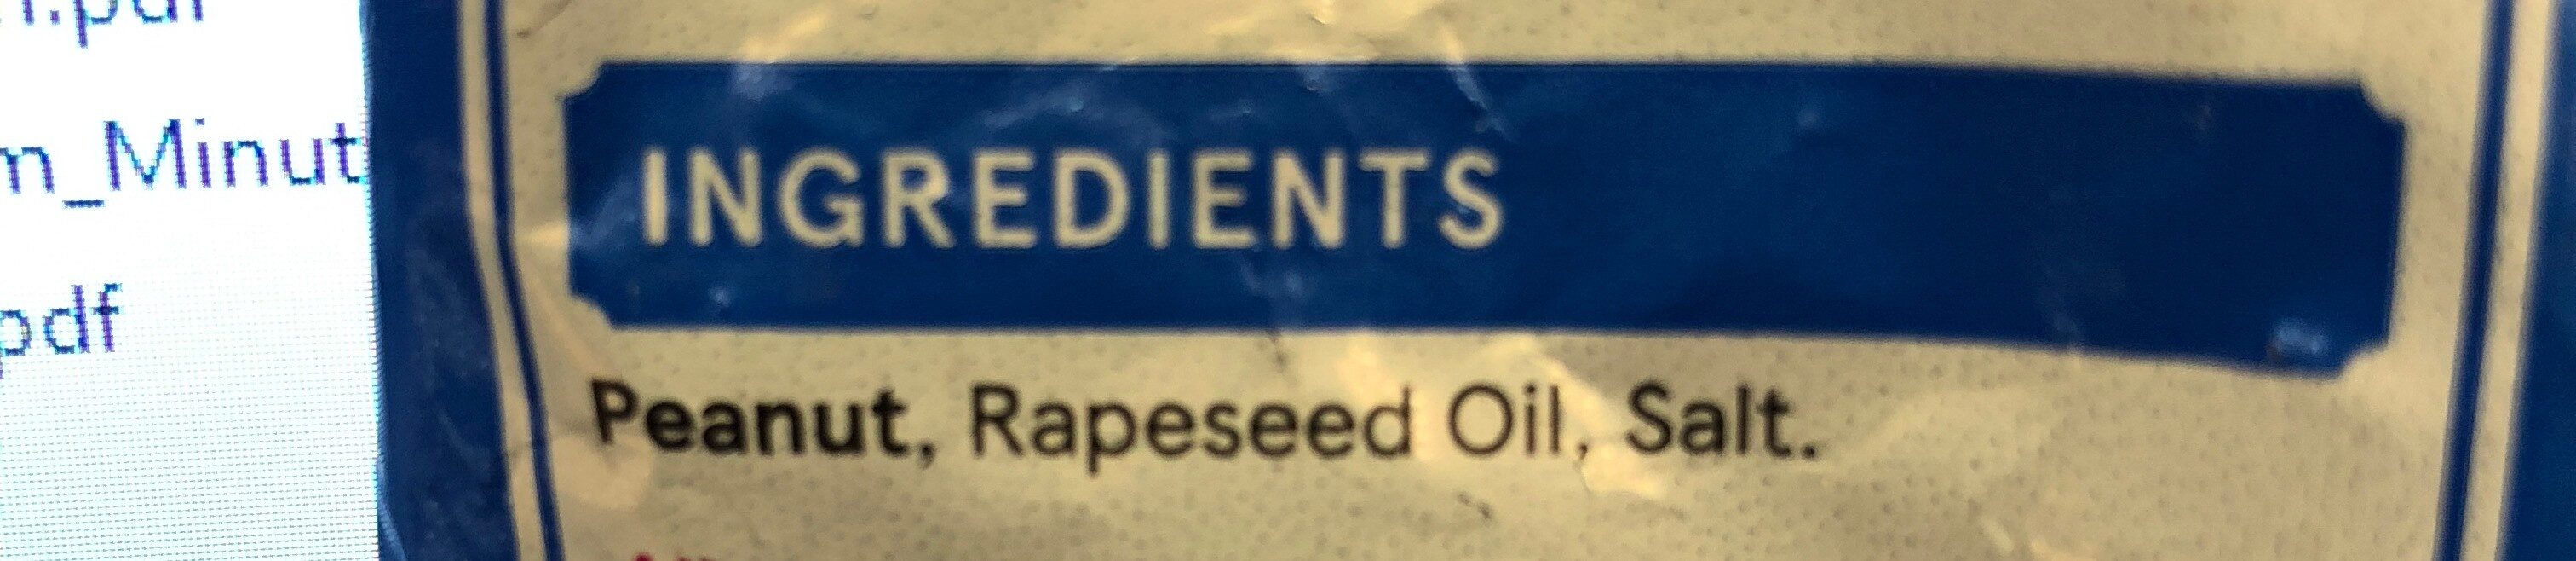 m_Minut
pdf
INGREDIENTS
Peanut, Rapeseed Oil, Salt.